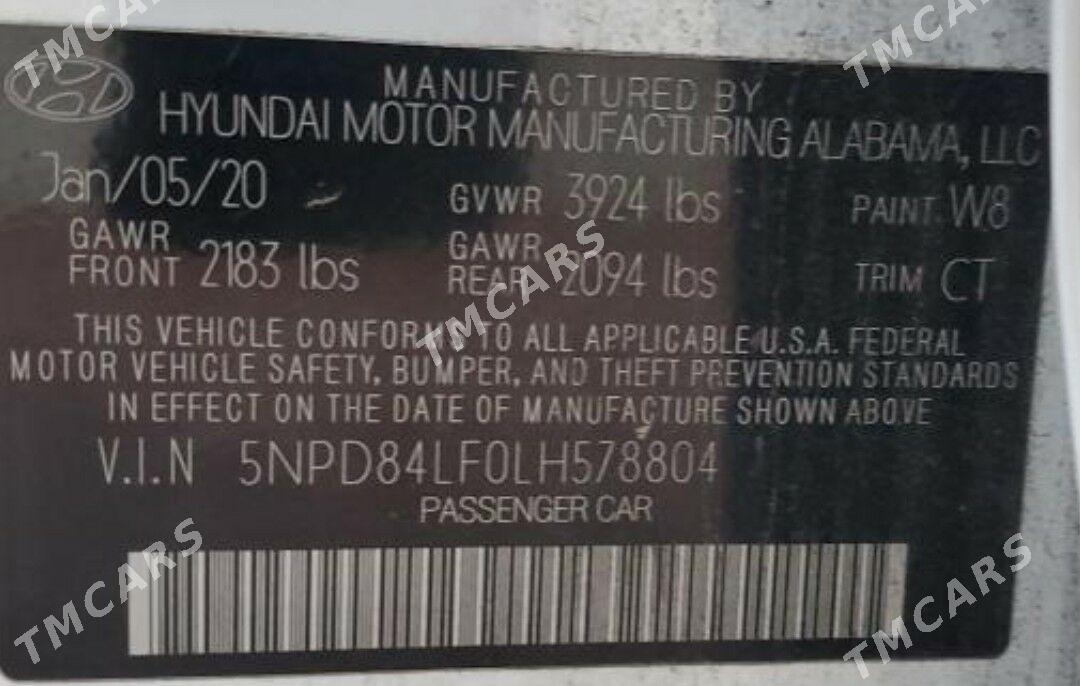 MANUFACTURED BY
HYUNDAI MOTOR MANUFACTURING ALABAMA, LLC
Jan/05/20 GVWR 3924 lbs PAINT. W8
GAWR FRONT 2183 lbs GAWR REAR 2094 lbs TRIM CT
THIS VEHICLE CONFORMS TO ALL APPLICABLE U.S.A. FEDERAL
MOTOR VEHICLE SAFETY, BUMPER, AND THEFT PREVENTION STANDARDS
IN EFFECT ON THE DATE OF MANUFACTURE SHOWN ABOVE
V.I.N 5NPD84LF0LH578804
PASSENGER CAR
TMCARS
TMCARS
TMCARS
TMCARS
TMCARS